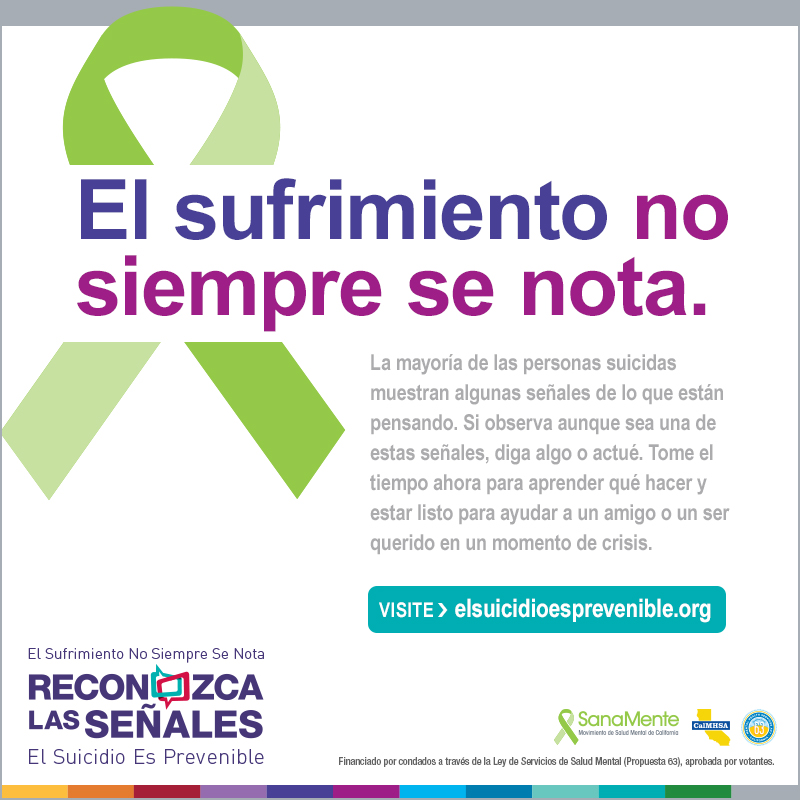 El sufrimiento no
siempre se nota.
La mayoría de las personas suicidas
muestran algunas señales de lo que están
pensando. Si observa aunque sea una de
estas señales, diga algo o actué. Tome el
tiempo ahora para aprender qué hacer y
estar listo para ayudar a un amigo o un ser
querido en un momento de crisis.
VISITE › elsuicidioesprevenible.org
El Sufrimiento No Siempre Se Nota
RECONOZCA
LAS SEÑALES
El Suicidio Es Prevenible
SanaMente
Movimiento de Salud Mental de California
CalMHSA
63
Financiado por condados a través de la Ley de Servicios de Salud Mental (Propuesta 63), aprobada por votantes.